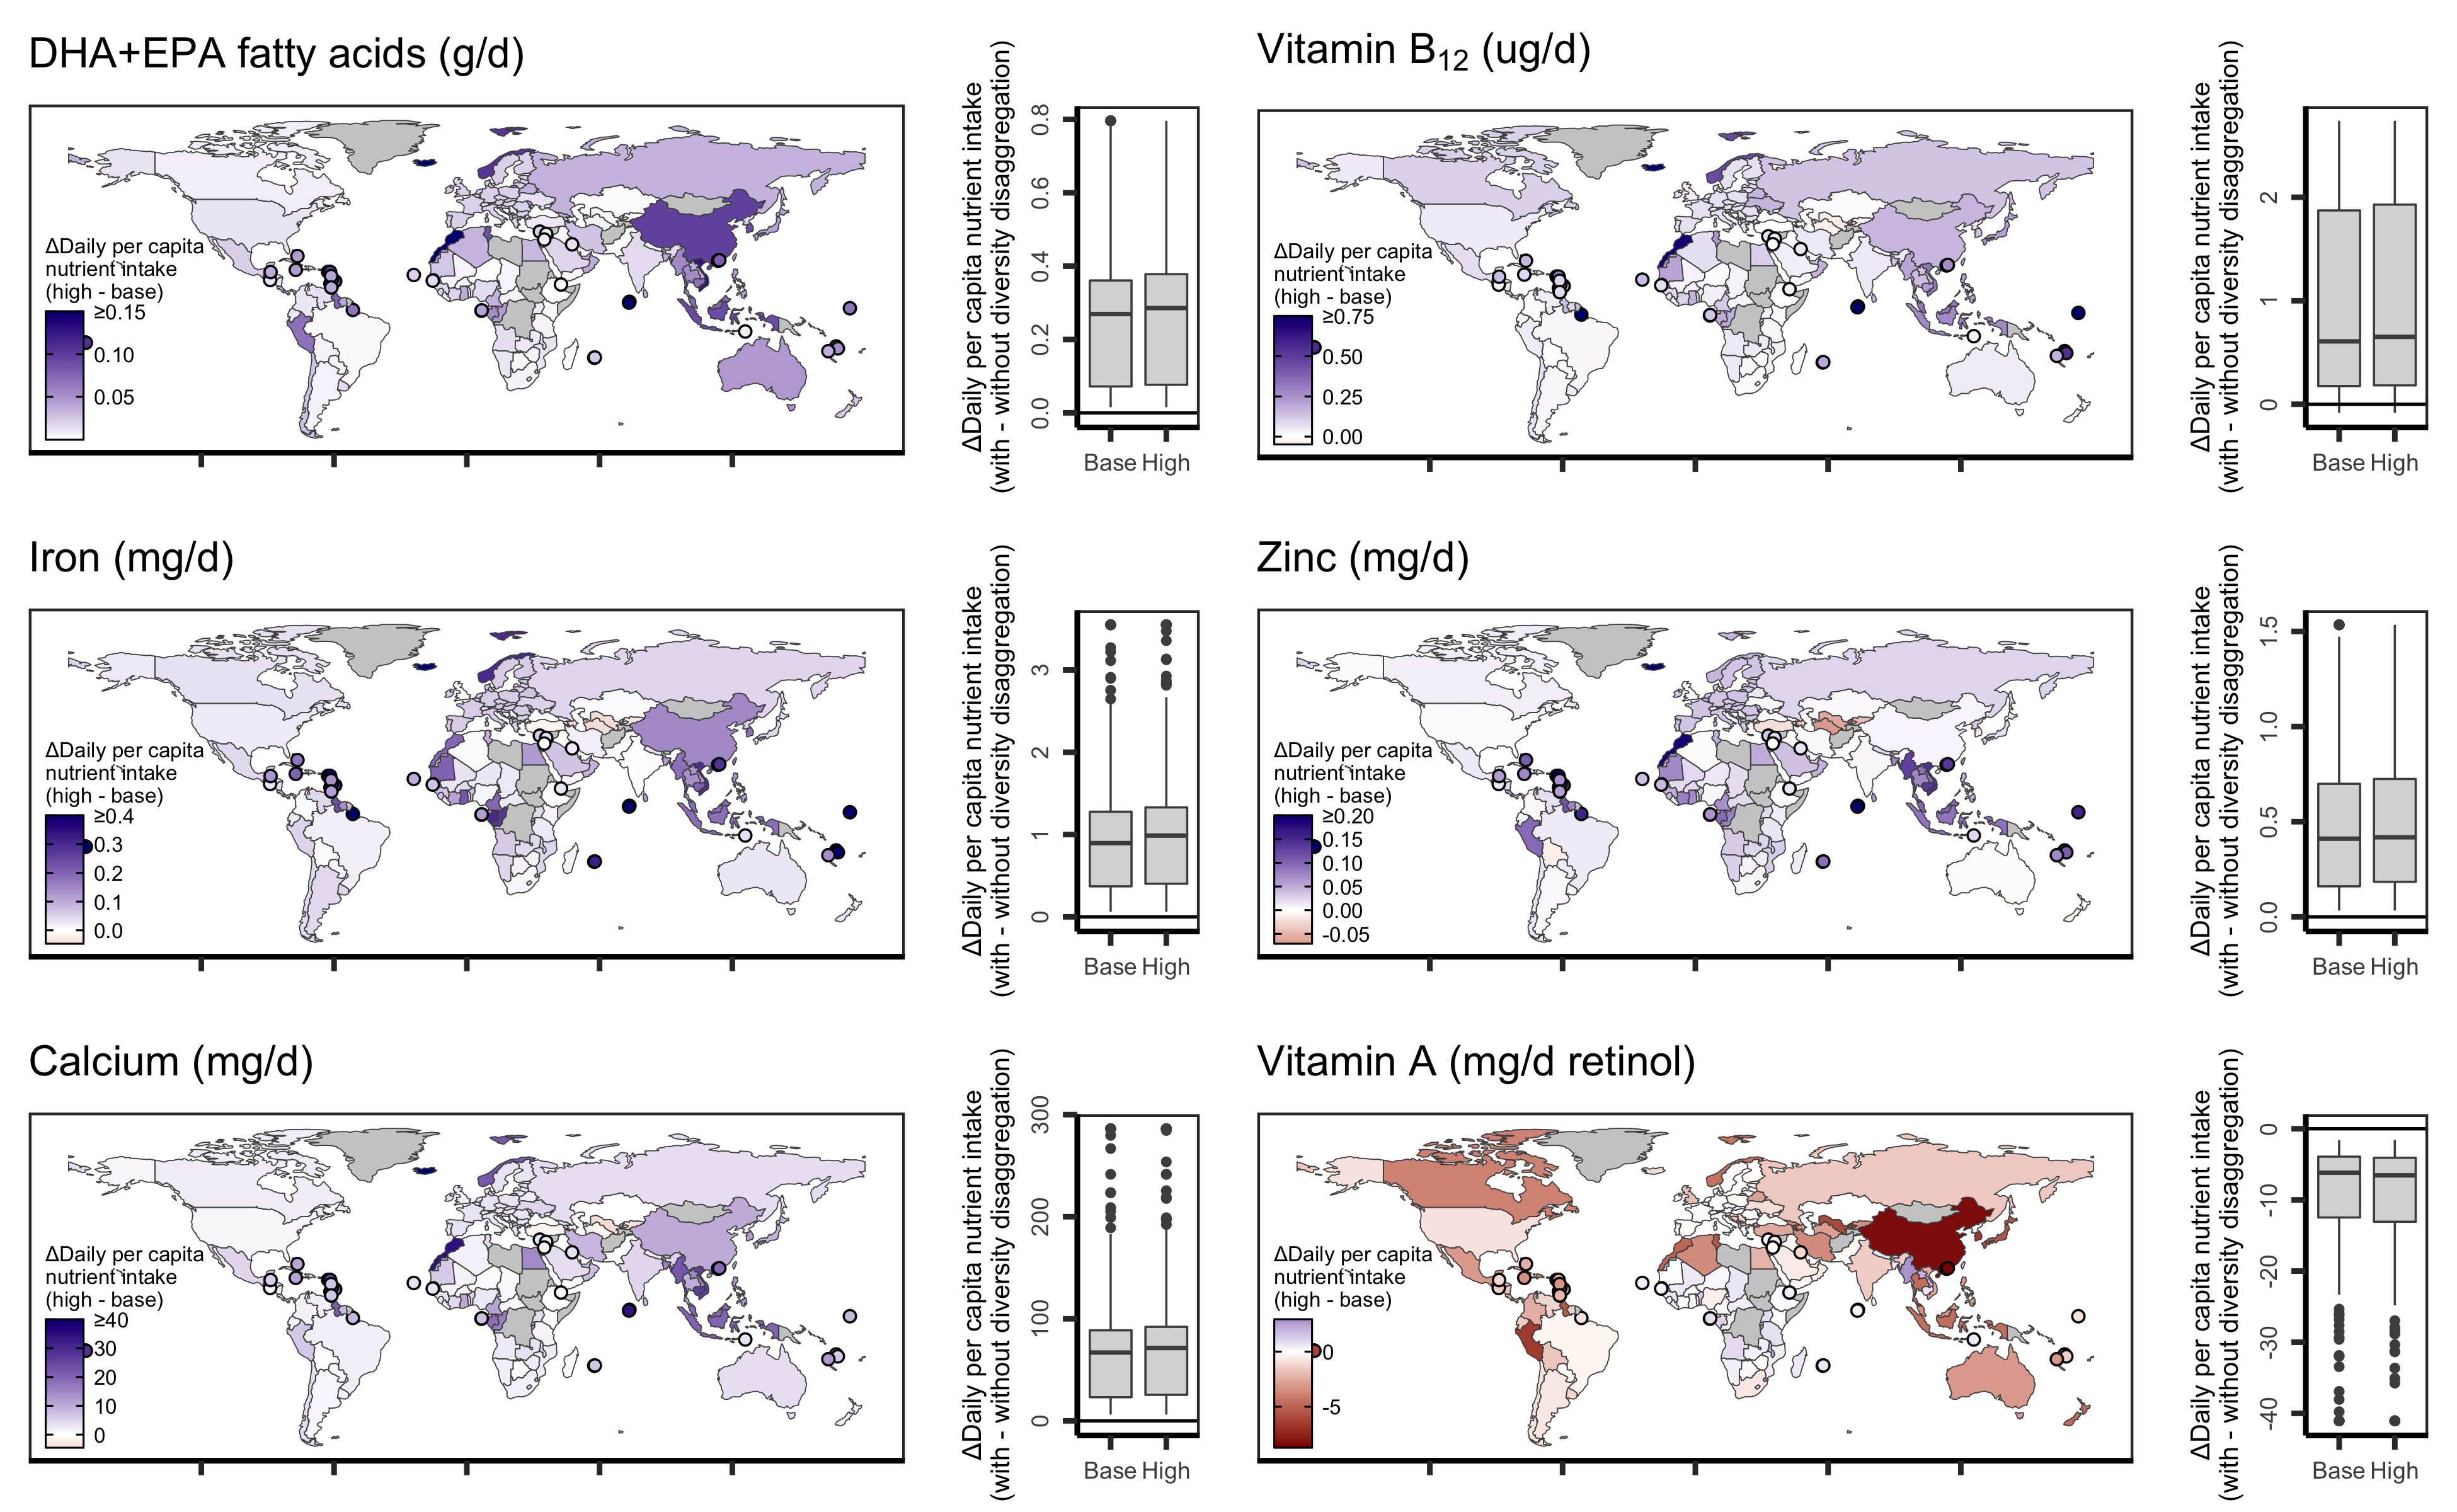 DHA+EPA fatty acids (g/d)
ΔDaily per capita
nutrient intake
(high - base)
≥0.15
0.10
0.05
ΔDaily per capita nutrient intake
(with - without diversity disaggregation)
0.8
0.6
0.4
0.2
0.0
Base High
Vitamin B12 (ug/d)
ΔDaily per capita
nutrient intake
(high - base)
≥0.75
0.50
0.25
0.00
ΔDaily per capita nutrient intake
(with - without diversity disaggregation)
2
1
0
Base High
Iron (mg/d)
ΔDaily per capita
nutrient intake
(high - base)
≥0.4
0.3
0.2
0.1
0.0
ΔDaily per capita nutrient intake
(with - without diversity disaggregation)
3
2
1
0
Base High
Zinc (mg/d)
ΔDaily per capita
nutrient intake
(high - base)
≥0.20
0.15
0.10
0.05
0.00
-0.05
ΔDaily per capita nutrient intake
(with - without diversity disaggregation)
1.5
1.0
0.5
0.0
Base High
Calcium (mg/d)
ΔDaily per capita
nutrient intake
(high - base)
≥40
30
20
10
0
ΔDaily per capita nutrient intake
(with - without diversity disaggregation)
300
200
100
0
Base High
Vitamin A (mg/d retinol)
ΔDaily per capita
nutrient intake
(high - base)
0
-5
ΔDaily per capita nutrient intake
(with - without diversity disaggregation)
0
-10
-20
-30
-40
Base High